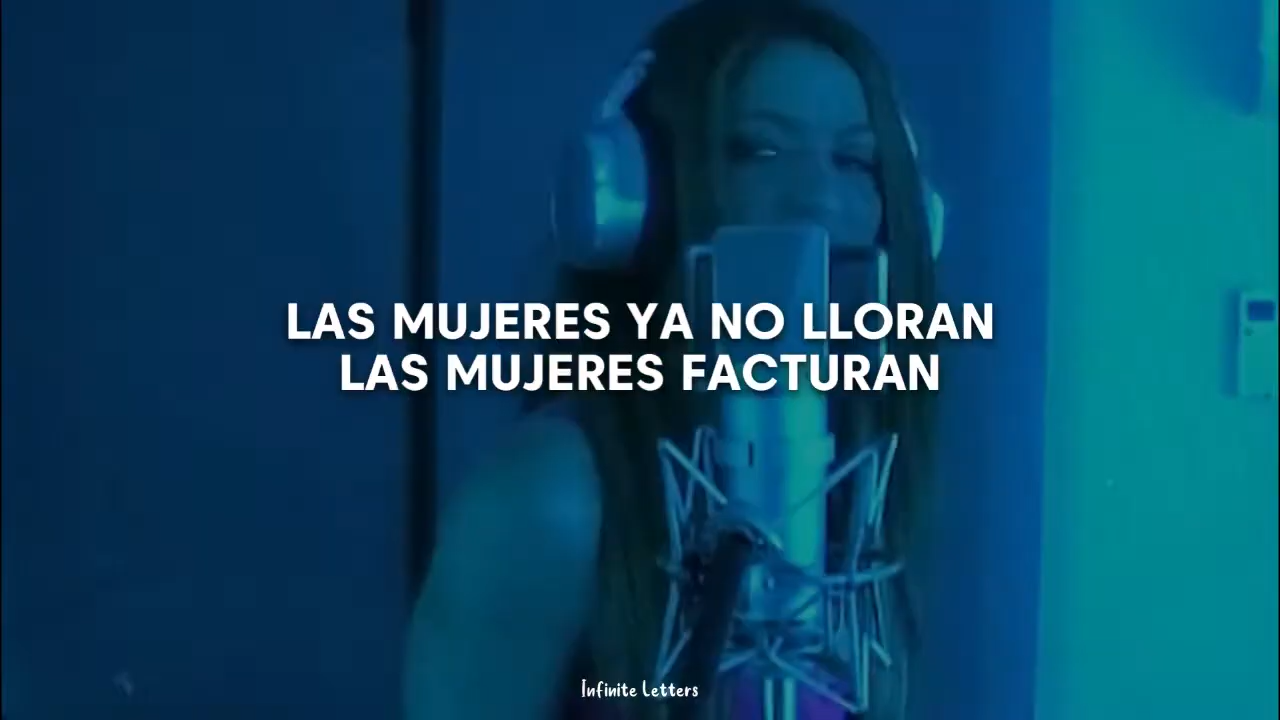 LAS MUJERES YA NO LLORAN
LAS MUJERES FACTURAN
Infinite Letters